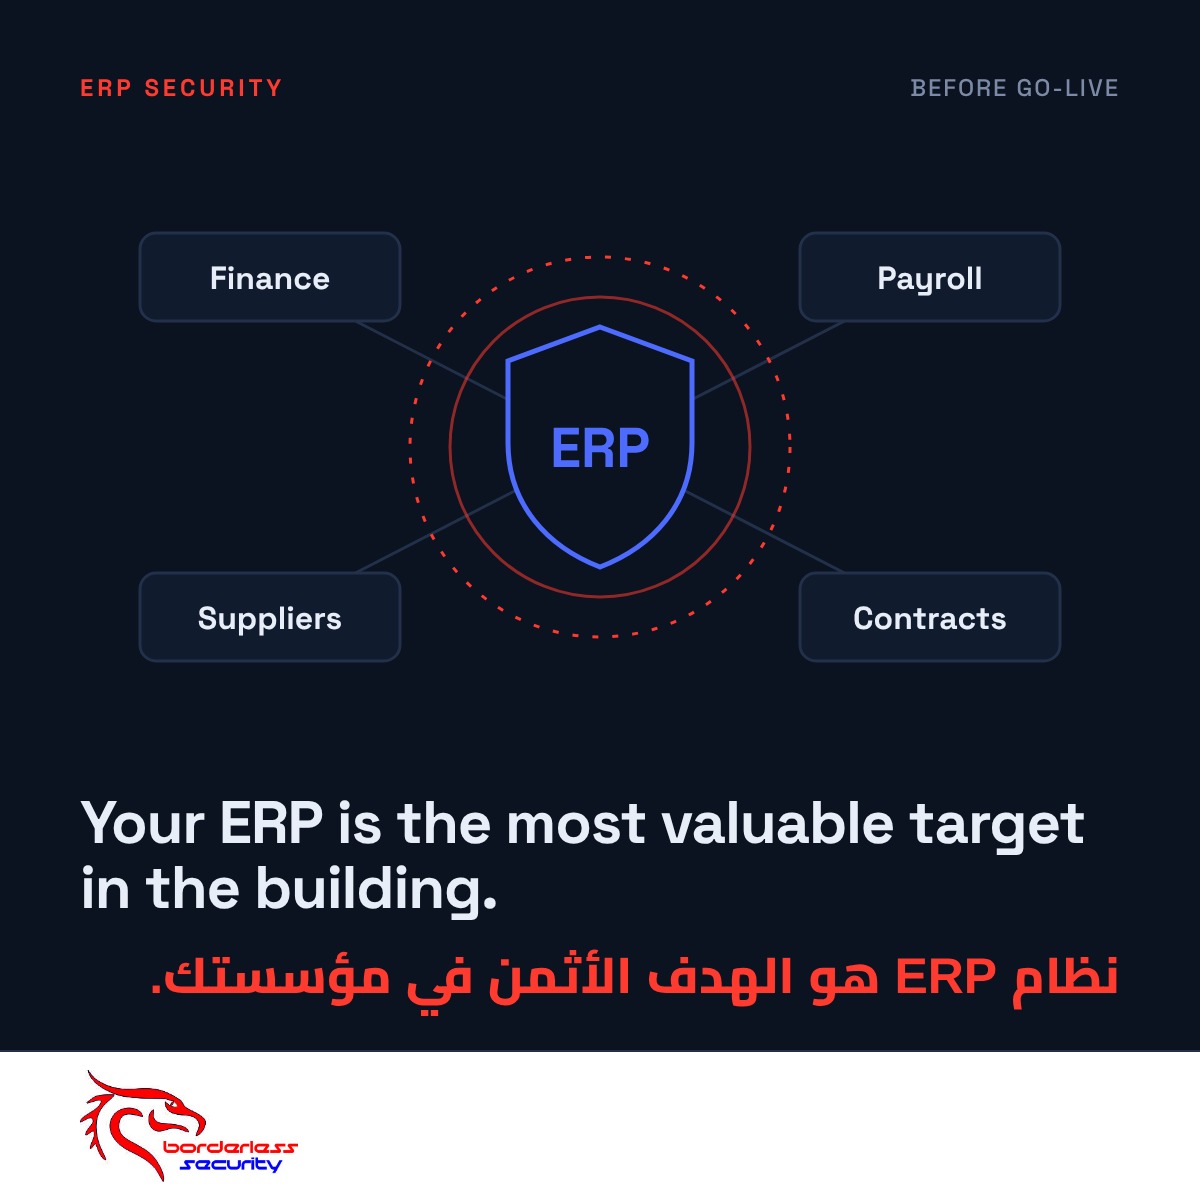 ERP SECURITY
BEFORE GO-LIVE
Finance
Payroll
ERP
Suppliers
Contracts
Your ERP is the most valuable target
in the building.
نظام ERP هو الهدف الأثمن في مؤسستك.
borderless
security